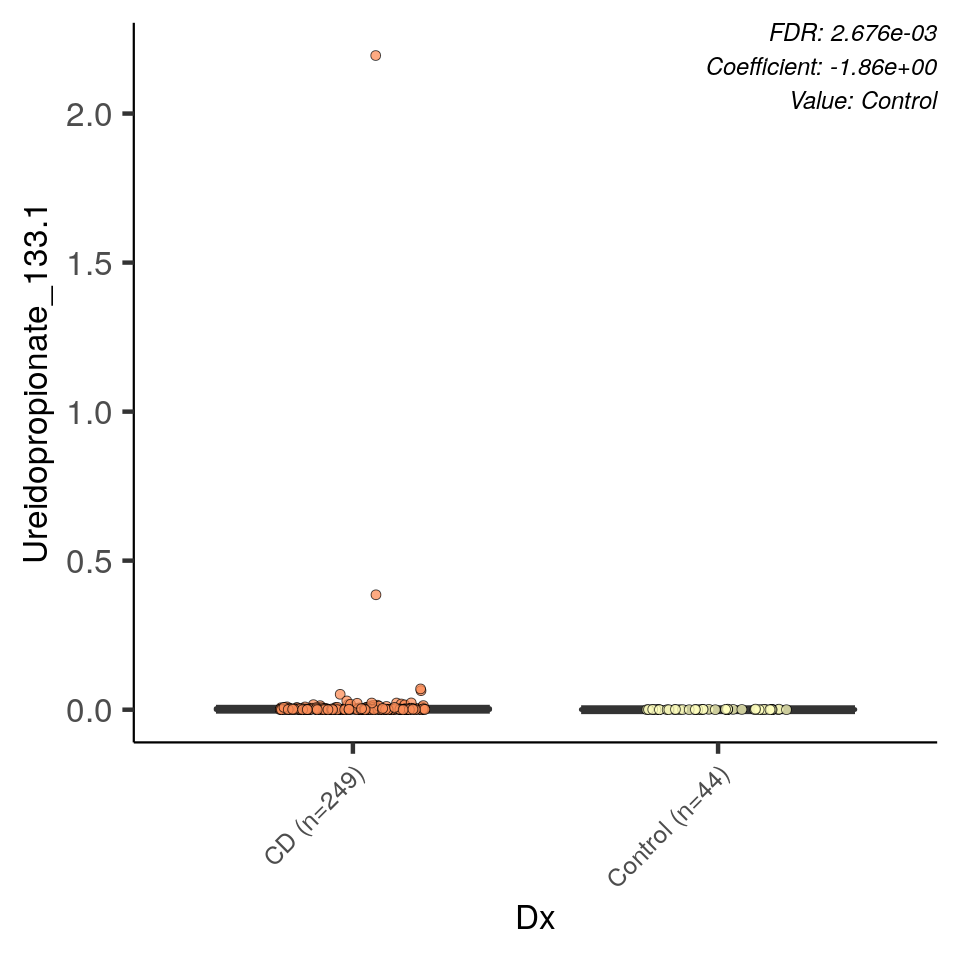 FDR: 2.676e-03
Coefficient: -1.86e+00
Value: Control
Ureidopropionate_133.1
2.0
1.5
1.0
0.5
0.0
CD (n=249)
Control (n=44)
Dx